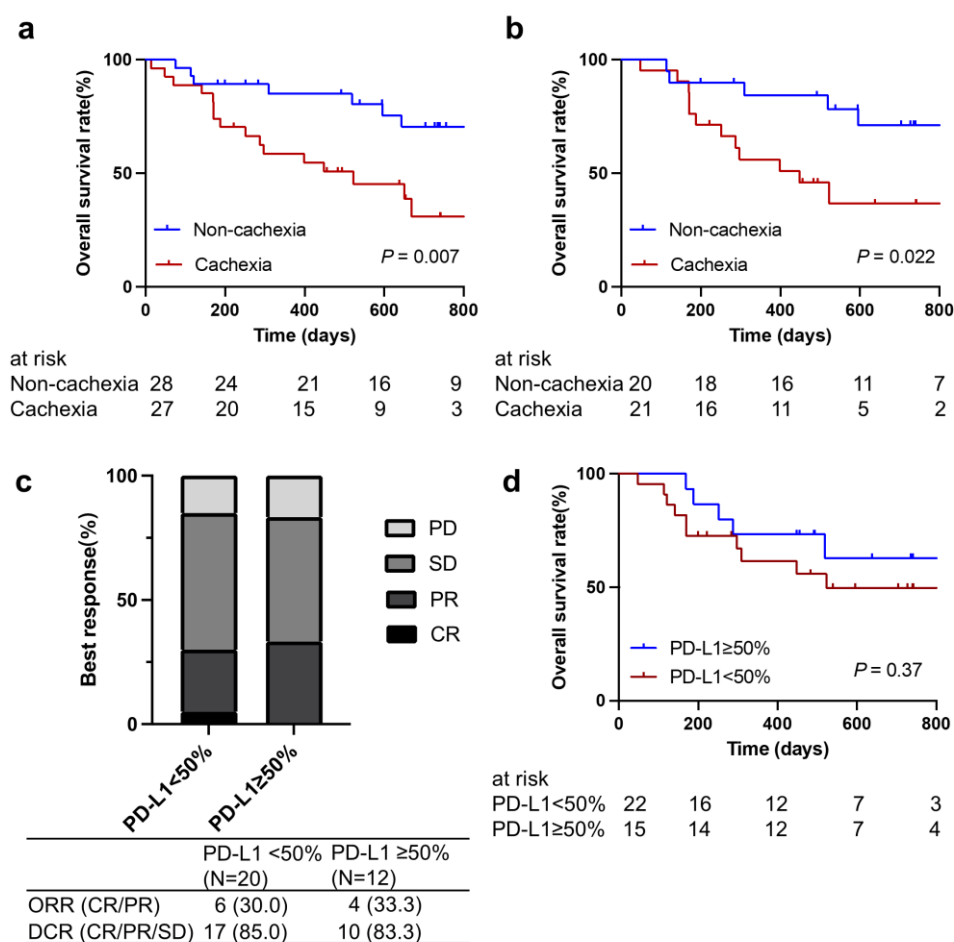 a
Overall survival rate(%)
100
50
0
Non-cachexia
Cachexia
P = 0.007
0 200 400 600 800
Time (days)
at risk
Non-cachexia 28 24 21 16 9
Cachexia 27 20 15 9 3
b
Overall survival rate(%)
100
50
0
Non-cachexia
Cachexia
P = 0.022
0 200 400 600 800
Time (days)
at risk
Non-cachexia 20 18 16 11 7
Cachexia 21 16 11 5 2
c
Best response(%)
100
50
0
PD
SD
PR
CR
PD-L1<50%
PD-L1≥50%
PD-L1 <50% PD-L1 ≥50%
(N=20) (N=12)
ORR (CR/PR) 6 (30.0) 4 (33.3)
DCR (CR/PR/SD) 17 (85.0) 10 (83.3)
d
Overall survival rate(%)
100
50
0
PD-L1≥50%
PD-L1<50%
P = 0.37
0 200 400 600 800
Time (days)
at risk
PD-L1<50% 22 16 12 7 3
PD-L1≥50% 15 14 12 7 4